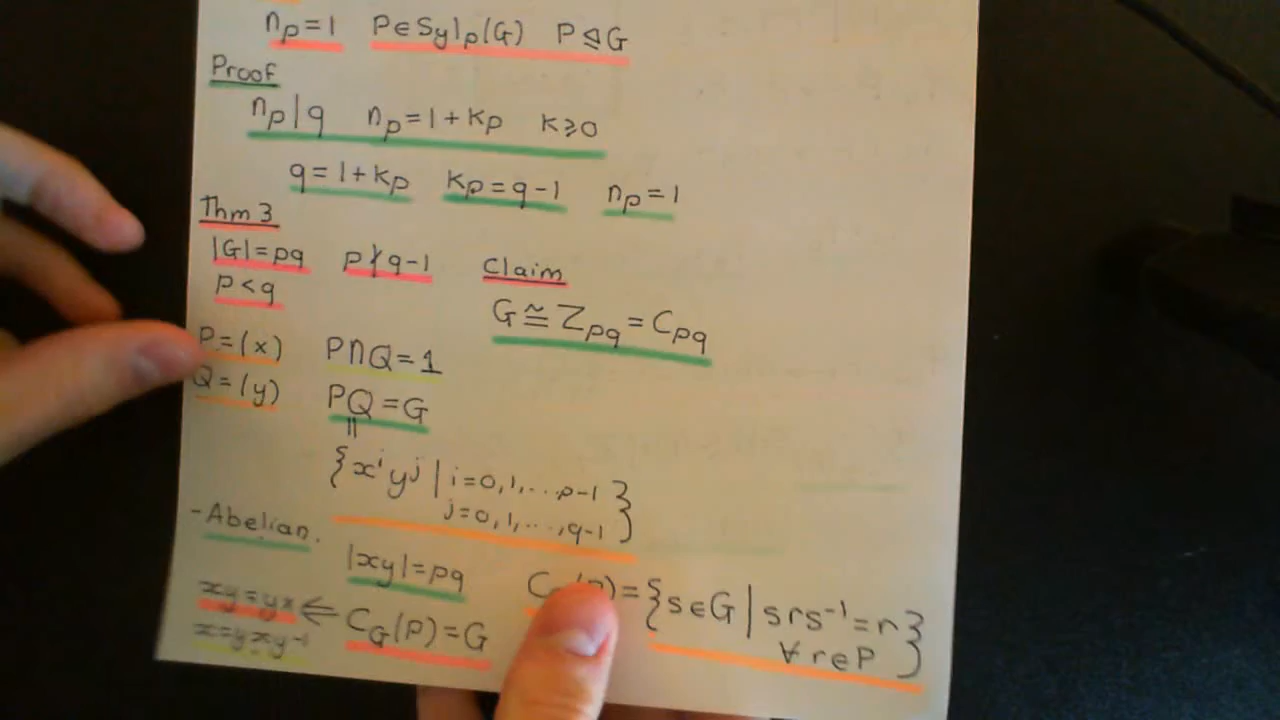 n_p=1 P∈Syl_p(G) P⊴G
Proof
n_p|q n_p=1+kp k≥0
q=1+kp kp=q-1 n_p=1
Thm 3
|G|=pq p∤q-1
p<q
Claim
G≅Z_pq=C_pq
P=(x) P∩Q=1
Q=(y) PQ=G
=
{x^i y^j | i=0,1,...p-1
j=0,1,...,q-1}
-Abelian.
|xy|=pq
xy=yx ⇐ C_G(P)=G
x=yxy^-1
={s∈G | srs^-1=r
∀r∈P}